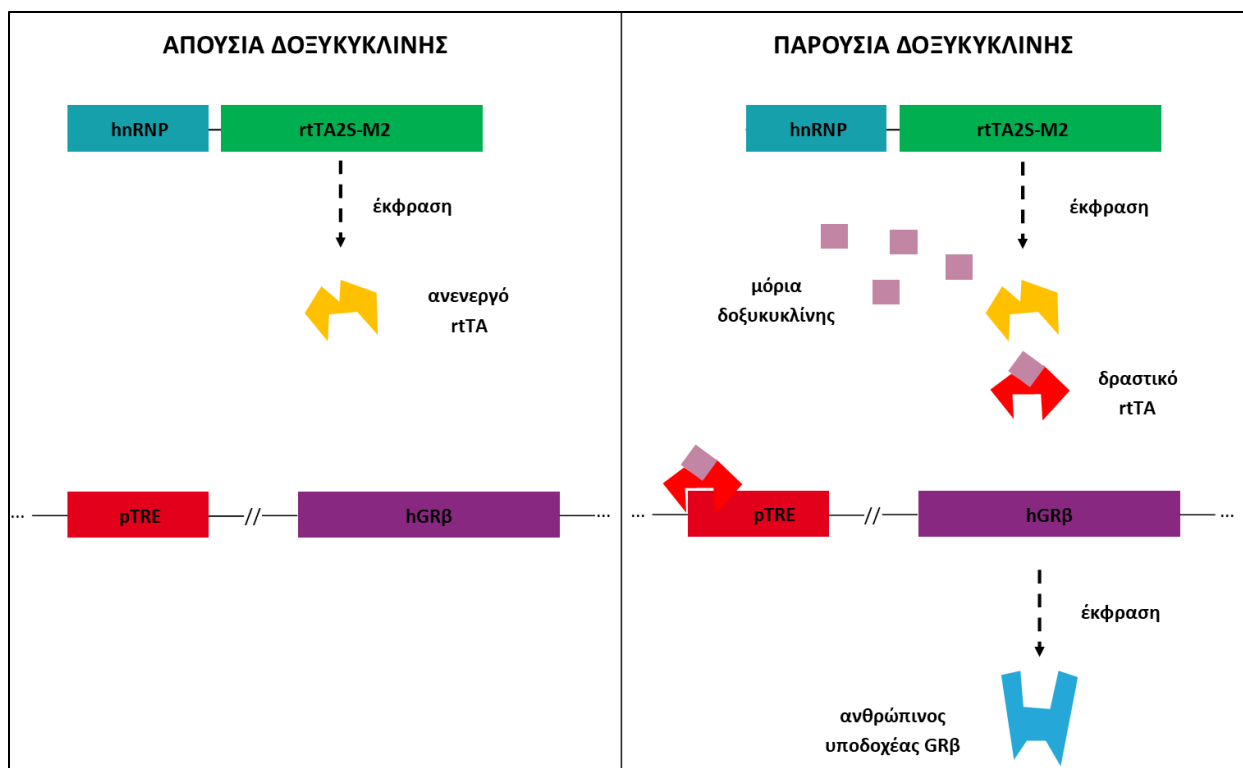 ΑΠΟΥΣΙΑ ΔΟΞΥΚΥΚΛΙΝΗΣ
hnRNP
rtTA2S-M2
έκφραση
ανενεργό
rtTA
... pTRE // hGRβ ...
ΠΑΡΟΥΣΙΑ ΔΟΞΥΚΥΚΛΙΝΗΣ
hnRNP
rtTA2S-M2
έκφραση
μόρια
δοξυκυκλίνης
δραστικό
rtTA
... pTRE // hGRβ ...
έκφραση
ανθρώπινος
υποδοχέας GRβ